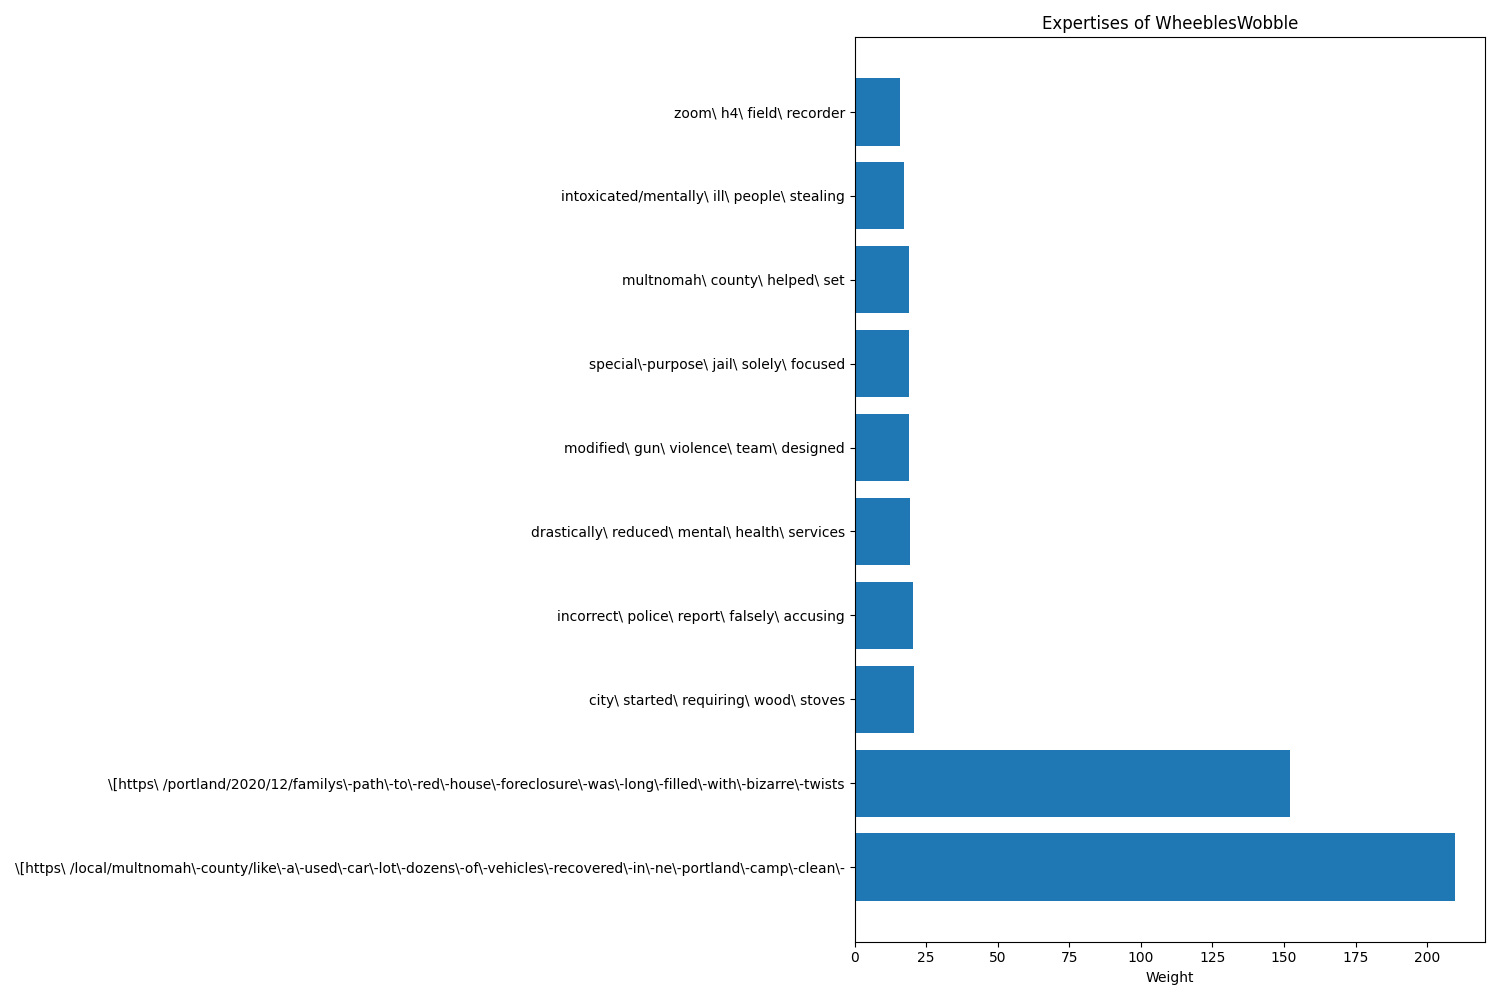 Expertises of WheeblesWobble
zoom\ h4\ field\ recorder
intoxicated/mentally\ ill\ people\ stealing
multnomah\ county\ helped\ set
special\-purpose\ jail\ solely\ focused
modified\ gun\ violence\ team\ designed
drastically\ reduced\ mental\ health\ services
incorrect\ police\ report\ falsely\ accusing
city\ started\ requiring\ wood\ stoves
\[https\ /portland/2020/12/familys\-path\-to\-red\-house\-foreclosure\-was\-long\-filled\-with\-bizarre\-twists
\[https\ /local/multnomah\-county/like\-a\-used\-car\-lot\-dozens\-of\-vehicles\-recovered\-in\-ne\-portland\-camp\-clean\-
0 25 50 75 100 125 150 175 200
Weight